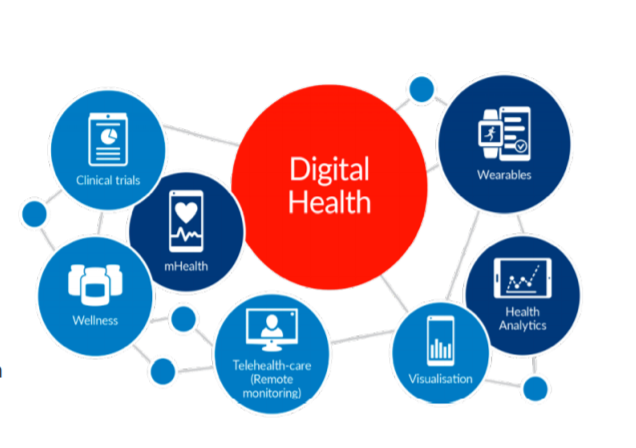 Digital
Health
Clinical trials
Wearables
mHealth
Wellness
Health
Analytics
Telehealth-care
(Remote
monitoring)
Visualisation